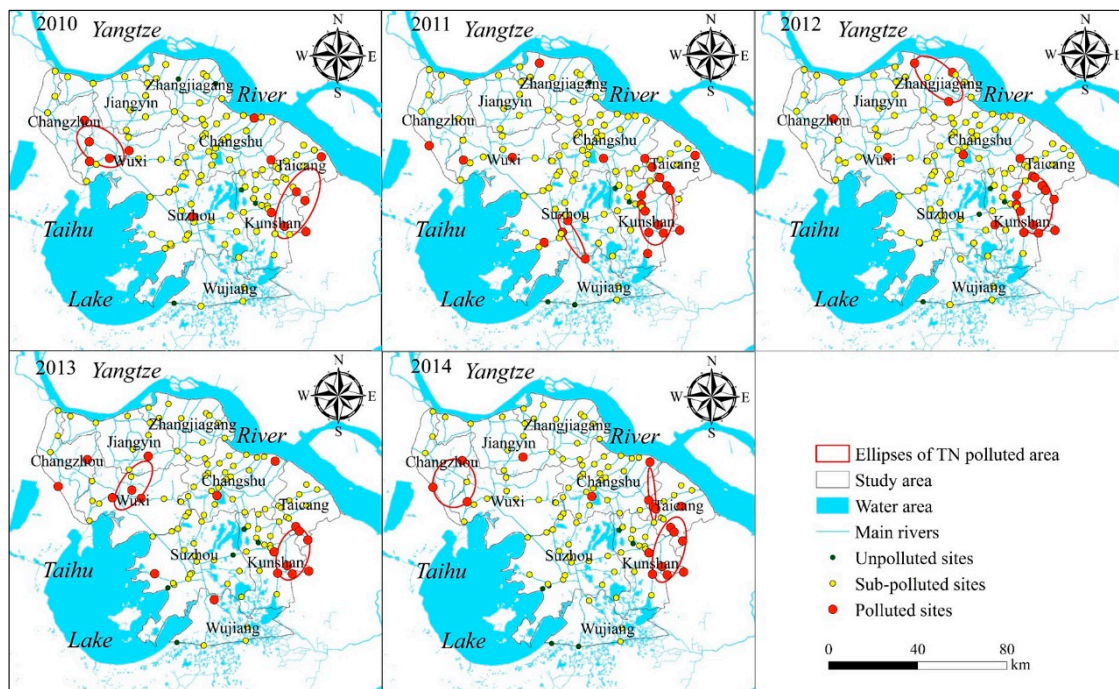 2010
Yangtze
N
W E
S
River
Zhangjiagang
Jiangyin
Changzhou
Changshu
Wuxi
Taicang
Suzhou
Kunshan
Taihu
Lake
Wujiang
2011
Yangtze
N
W E
S
River
Zhangjiagang
Jiangyin
Changzhou
Changshu
Wuxi
Taicang
Suzhou
Kunshan
Taihu
Lake
Wujiang
2012
Yangtze
N
W E
S
River
Zhangjiagang
Jiangyin
Changzhou
Changshu
Wuxi
Taicang
Suzhou
Kunshan
Taihu
Lake
Wujiang
2013
Yangtze
N
W E
S
River
Zhangjiagang
Jiangyin
Changzhou
Changshu
Wuxi
Taicang
Suzhou
Kunshan
Taihu
Lake
Wujiang
2014
Yangtze
N
W E
S
River
Zhangjiagang
Jiangyin
Changzhou
Changshu
Wuxi
Taicang
Suzhou
Kunshan
Taihu
Lake
Wujiang
Ellipses of TN polluted area
Study area
Water area
Main rivers
Unpolluted sites
Sub-polluted sites
Polluted sites
0 40 80
km